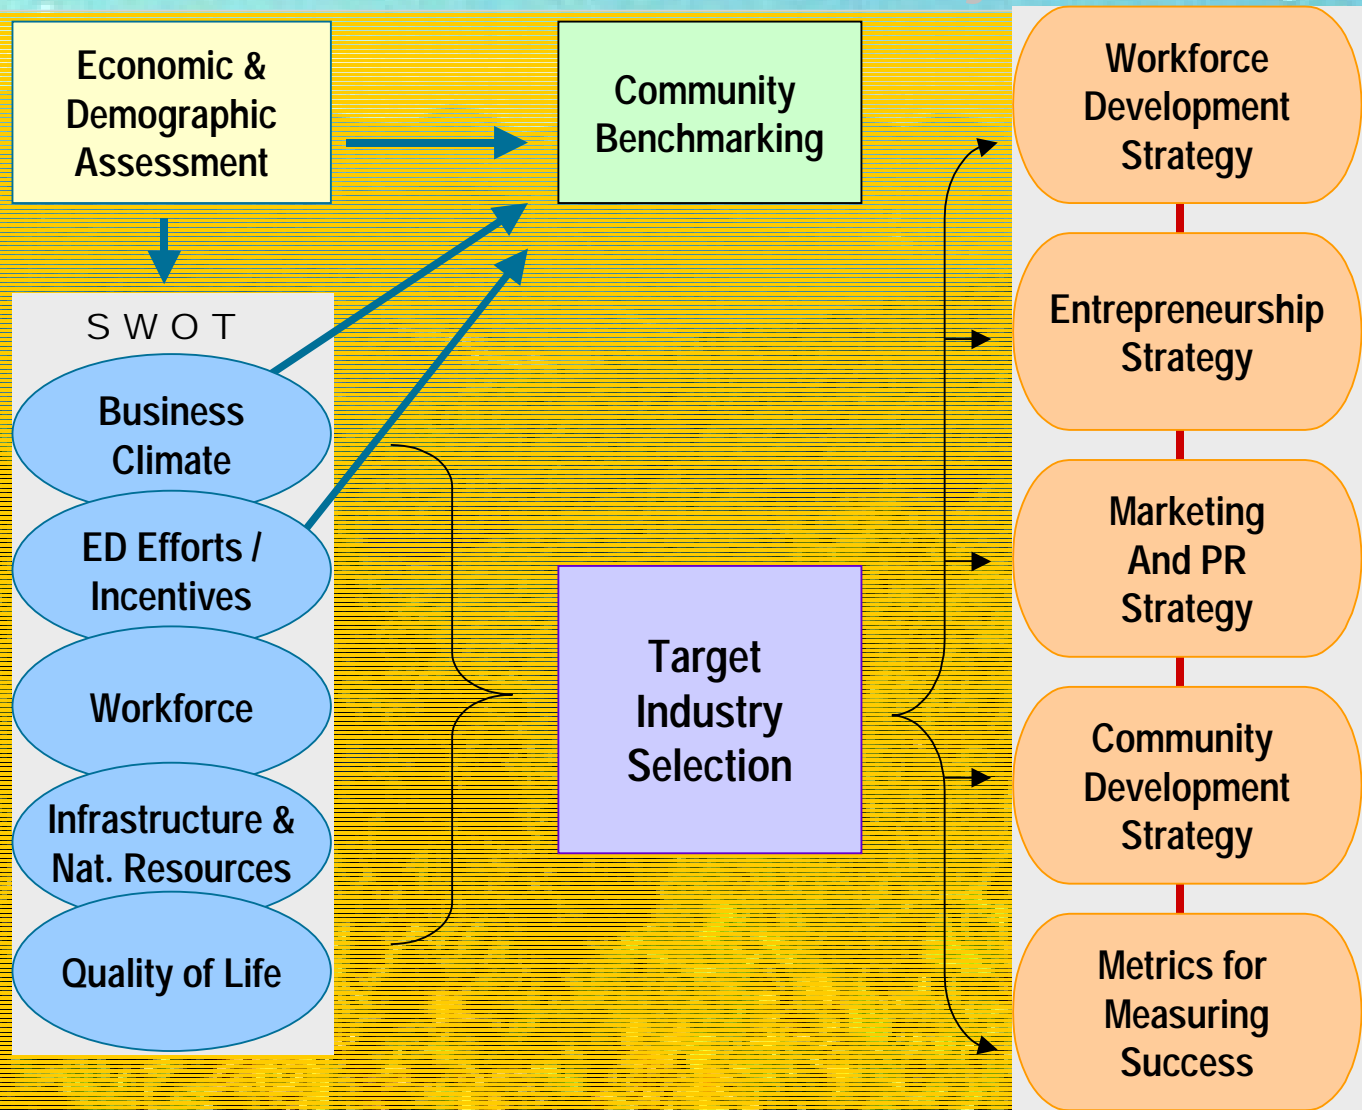 Economic &
Demographic
Assessment
Community
Benchmarking
S W O T
Business
Climate
ED Efforts /
Incentives
Workforce
Infrastructure &
Nat. Resources
Quality of Life
Target
Industry
Selection
Workforce
Development
Strategy
Entrepreneurship
Strategy
Marketing
And PR
Strategy
Community
Development
Strategy
Metrics for
Measuring
Success